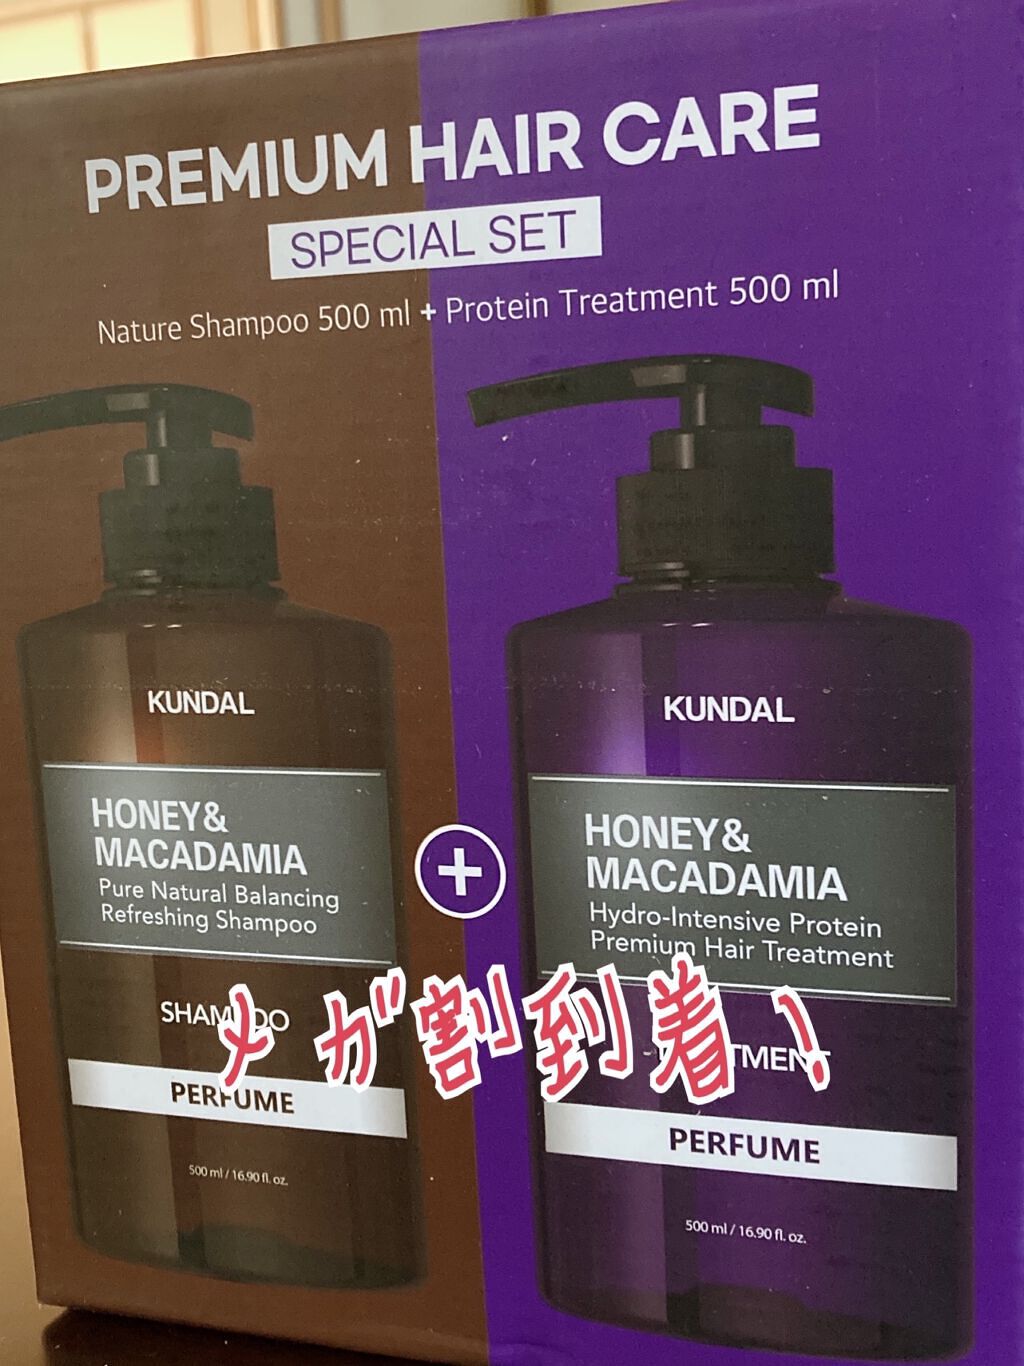 PREMIUM HAIR CARE
SPECIAL SET
Nature Shampoo 500 ml + Protein Treatment 500 ml
KUNDAL
HONEY&
MACADAMIA
Pure Natural Balancing
Refreshing Shampoo
SHAMPOO
PERFUME
500 ml / 16.90 fl. oz.
+
KUNDAL
HONEY&
MACADAMIA
Hydro-Intensive Protein
Premium Hair Treatment
TREATMENT
PERFUME
500 ml / 16.90 fl. oz.
メガ割到着!